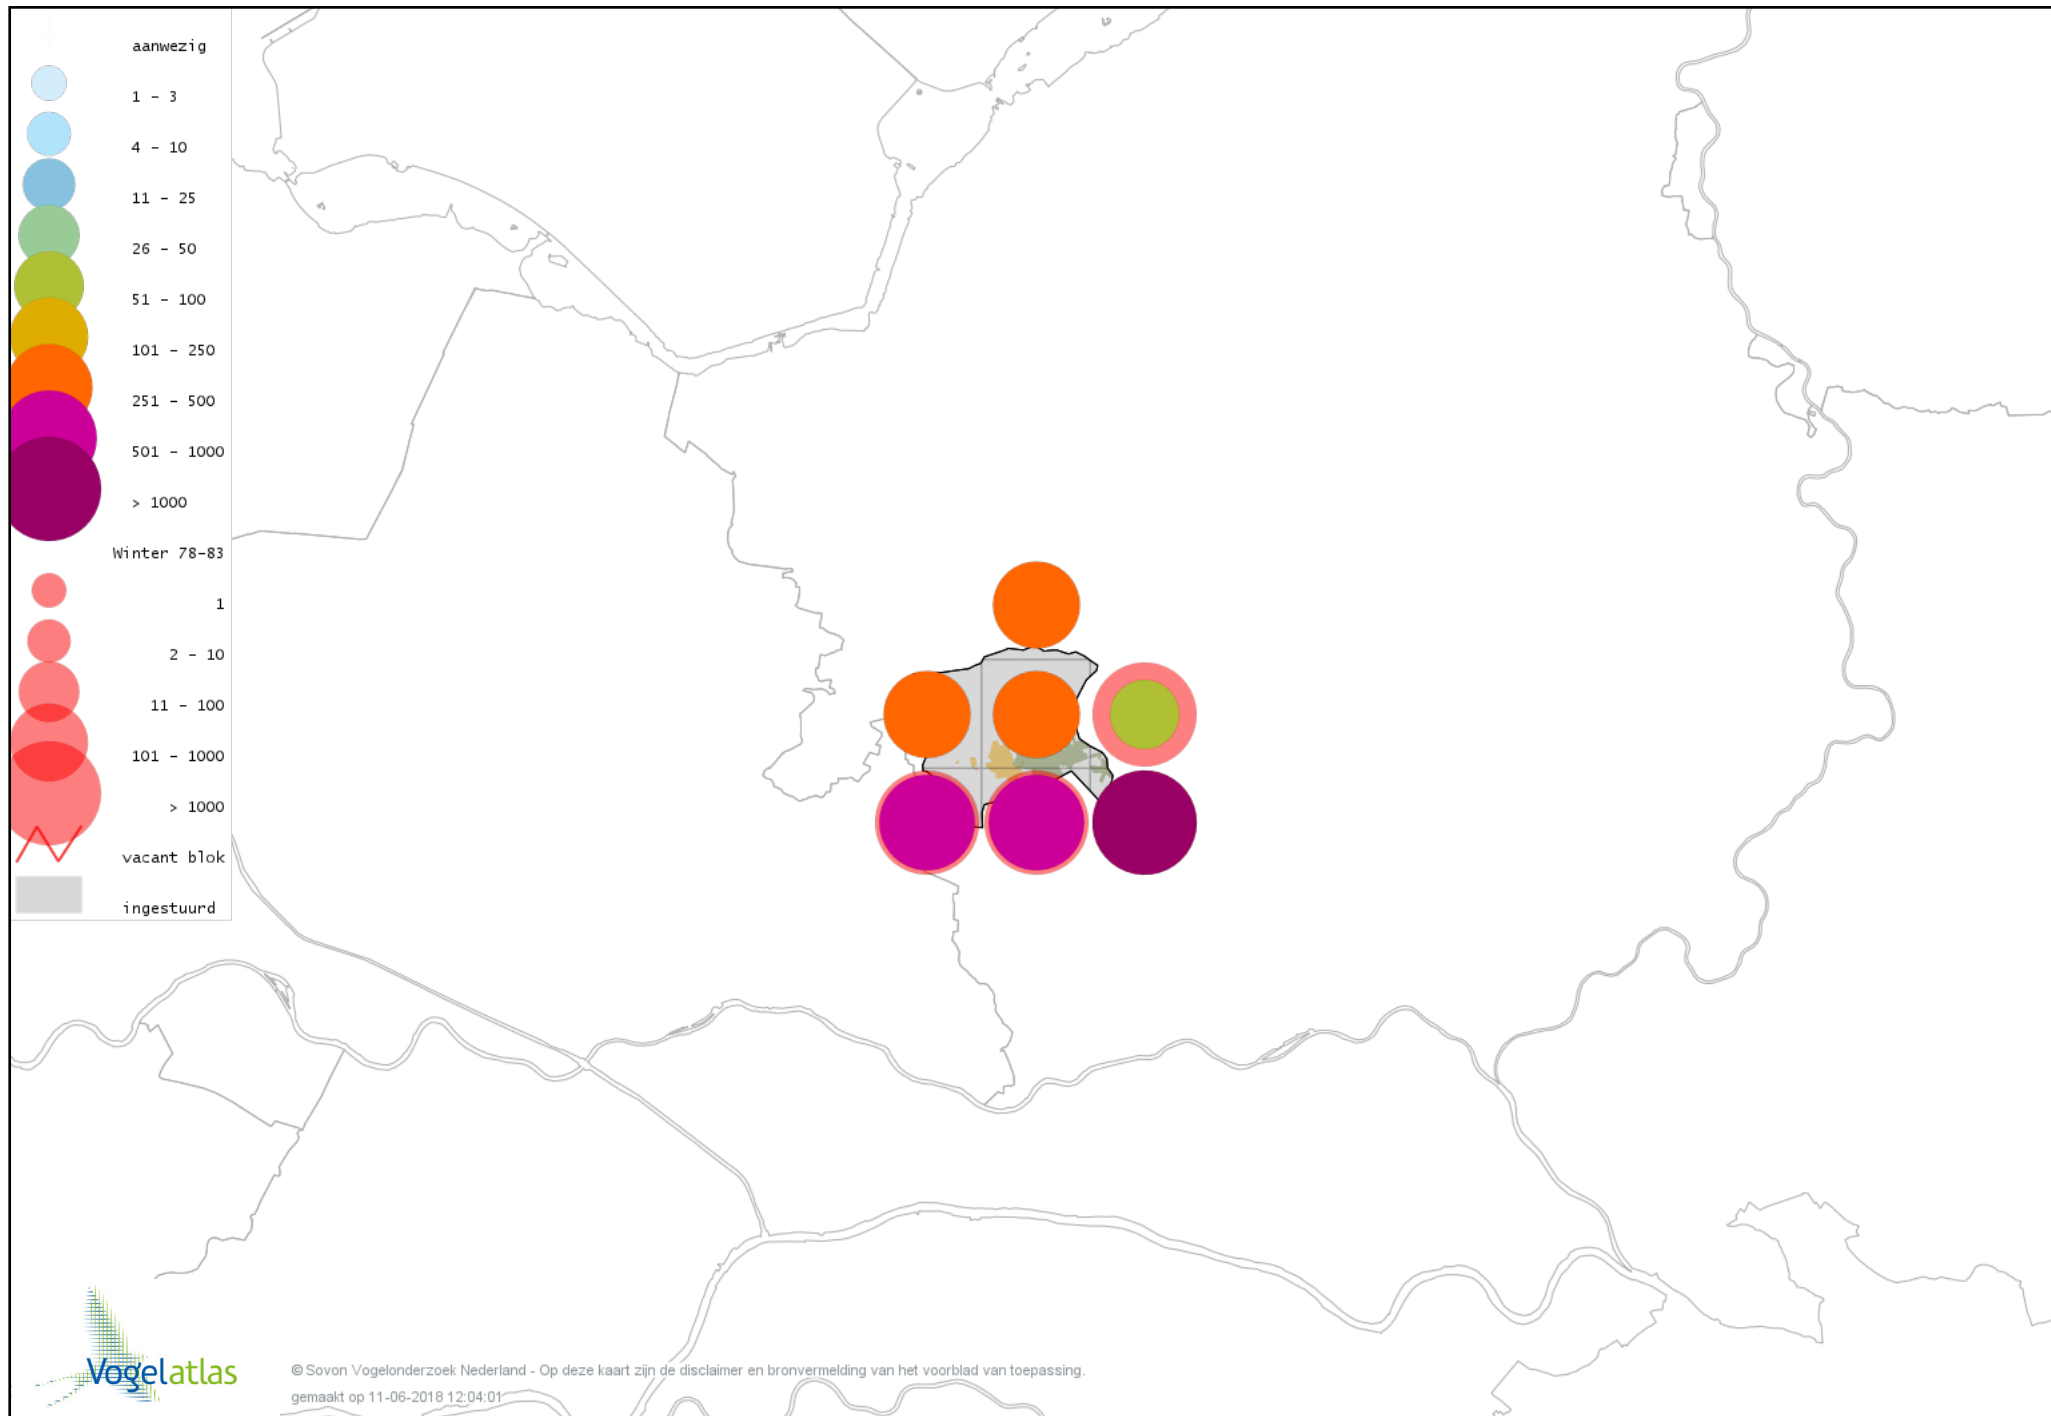 aanwezig
1 - 3
4 - 10
11 - 25
26 - 50
51 - 100
101 - 250
251 - 500
501 - 1000
> 1000
Winter 78-83
1
2 - 10
11 - 100
101 - 1000
> 1000
vacant blok
ingestuurd
Vogelatlas
© Sovon Vogelonderzoek Nederland - Op deze kaart zijn de disclaimer en bronvermelding van het voorblad van toepassing.
gemaakt op 11-06-2018 12:04:01